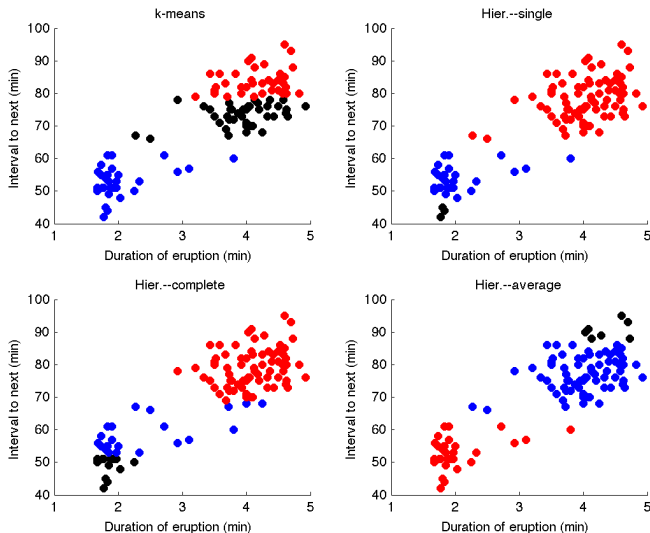 k-means
100
90
80
70
60
50
40
Interval to next (min)
1 2 3 4 5
Duration of eruption (min)
Hier.--single
100
90
80
70
60
50
40
Interval to next (min)
1 2 3 4 5
Duration of eruption (min)
Hier.--complete
100
90
80
70
60
50
40
Interval to next (min)
1 2 3 4 5
Duration of eruption (min)
Hier.--average
100
90
80
70
60
50
40
Interval to next (min)
1 2 3 4 5
Duration of eruption (min)